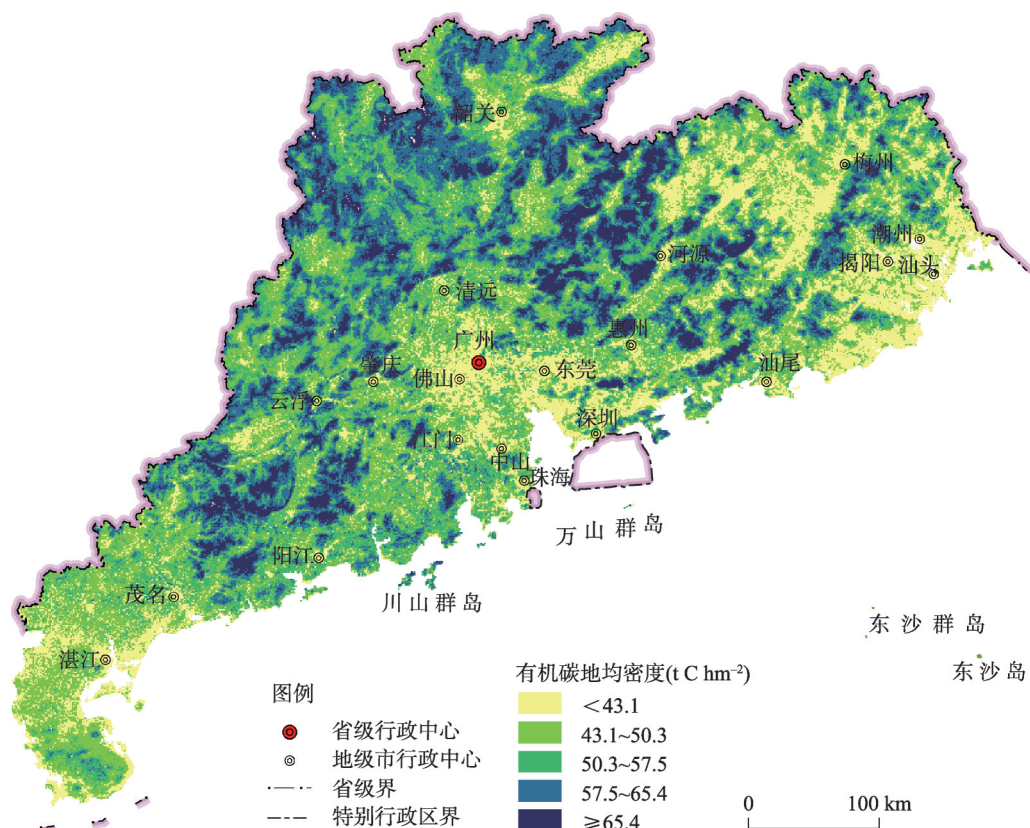 韶关
梅州
潮州
河源
揭阳
汕头
清远
惠州
广州
肇庆
佛山
东莞
汕尾
云浮
深圳
江门
中山
珠海
万山群岛
阳江
茂名
川山群岛
东沙群岛
湛江
东沙岛
图例
有机碳地均密度(t C hm⁻²)
<43.1
省级行政中心
43.1~50.3
地级市行政中心
50.3~57.5
省级界
57.5~65.4
特别行政区界
≥65.4
0 100 km